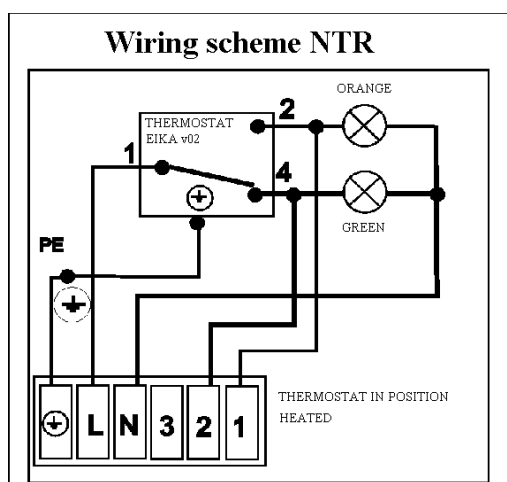 Wiring scheme NTR
ORANGE
2
THERMOSTAT
EIKA v02
1
4
GREEN
PE
L N 3 2 1
THERMOSTAT IN POSITION
HEATED